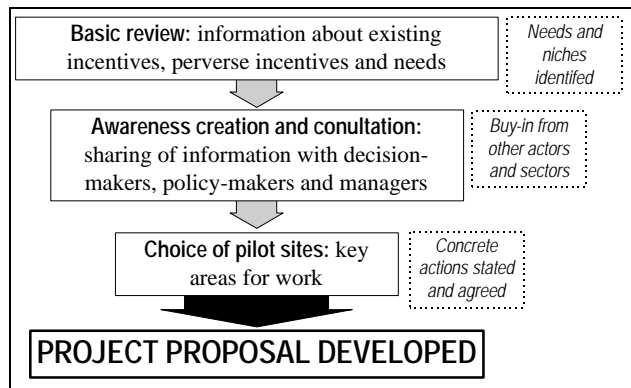 Basic review: information about existing
incentives, perverse incentives and needs
Needs and
niches
identifed
Awareness creation and conultation:
sharing of information with decision-
makers, policy-makers and managers
Buy-in from
other actors
and sectors
Choice of pilot sites: key
areas for work
Concrete
actions stated
and agreed
PROJECT PROPOSAL DEVELOPED